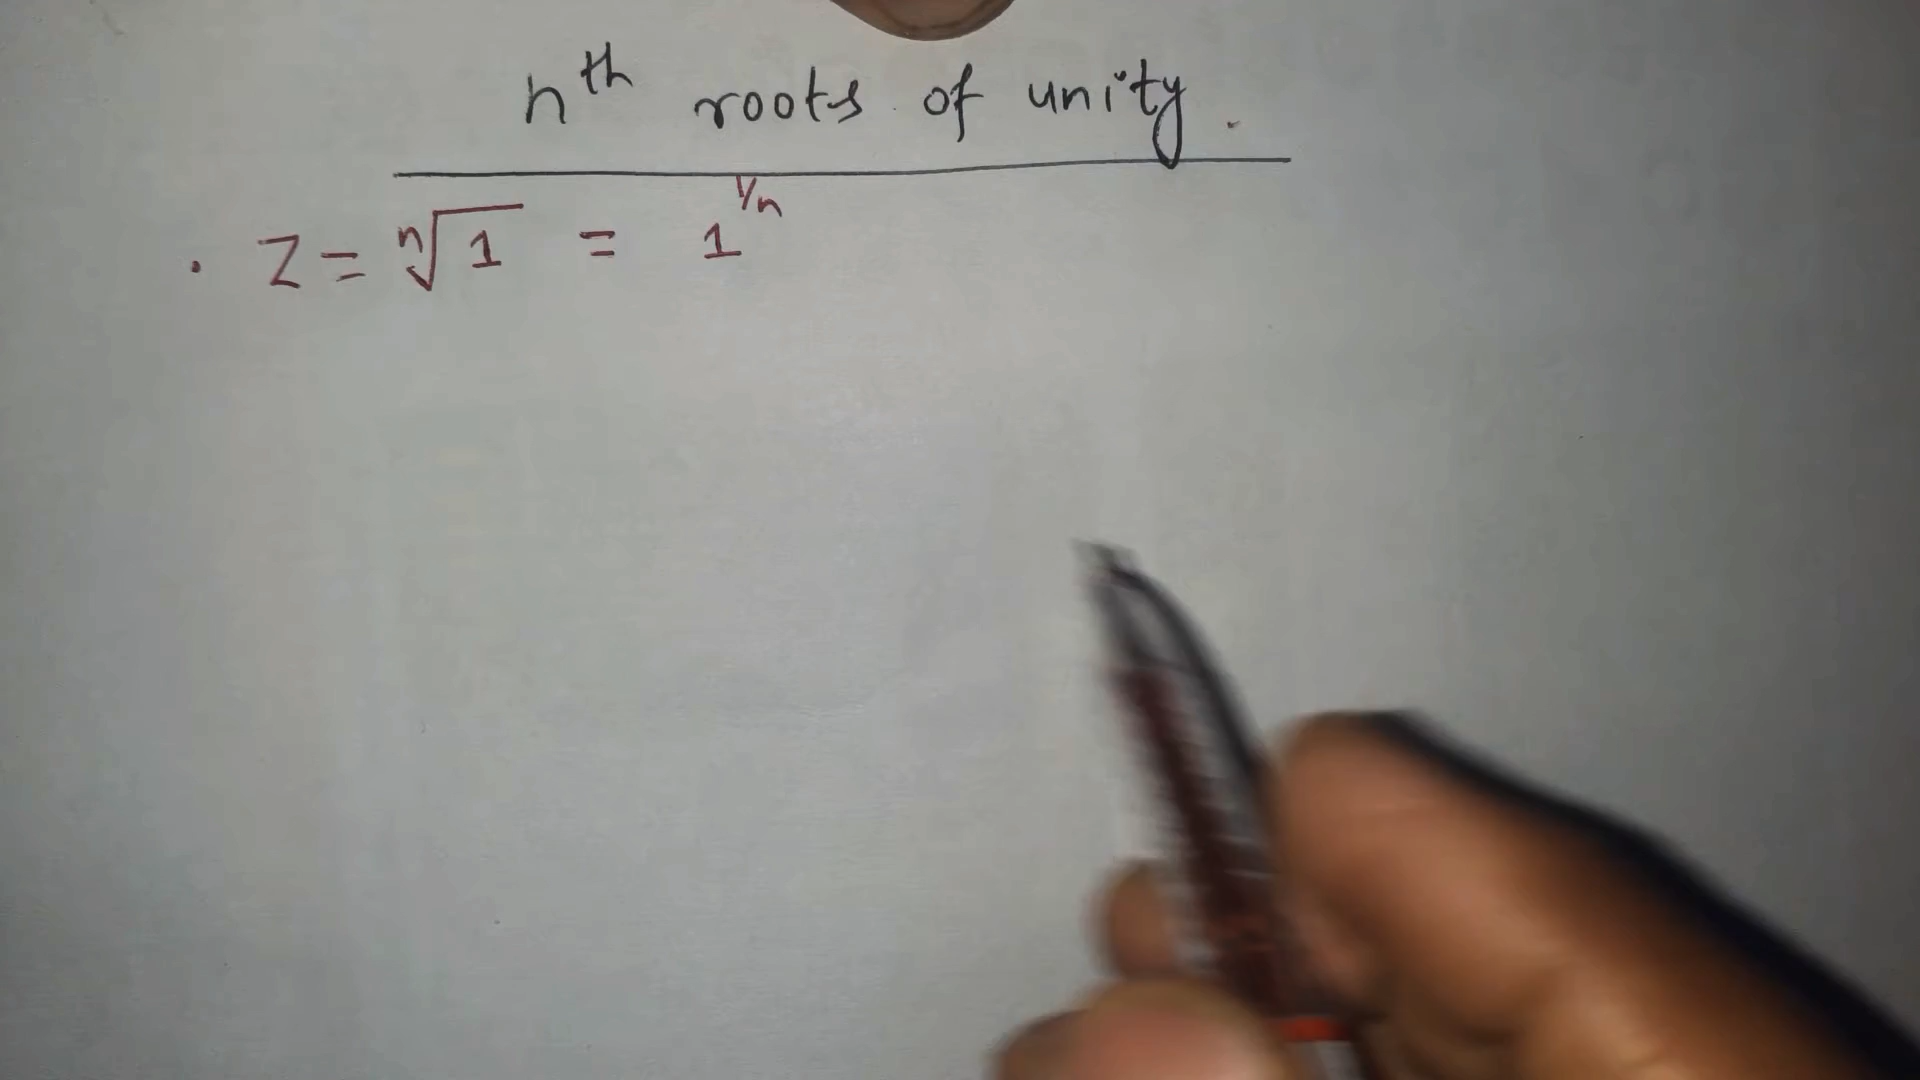 nth roots of unity.
. Z = ⁿ√1 = 1^1/n